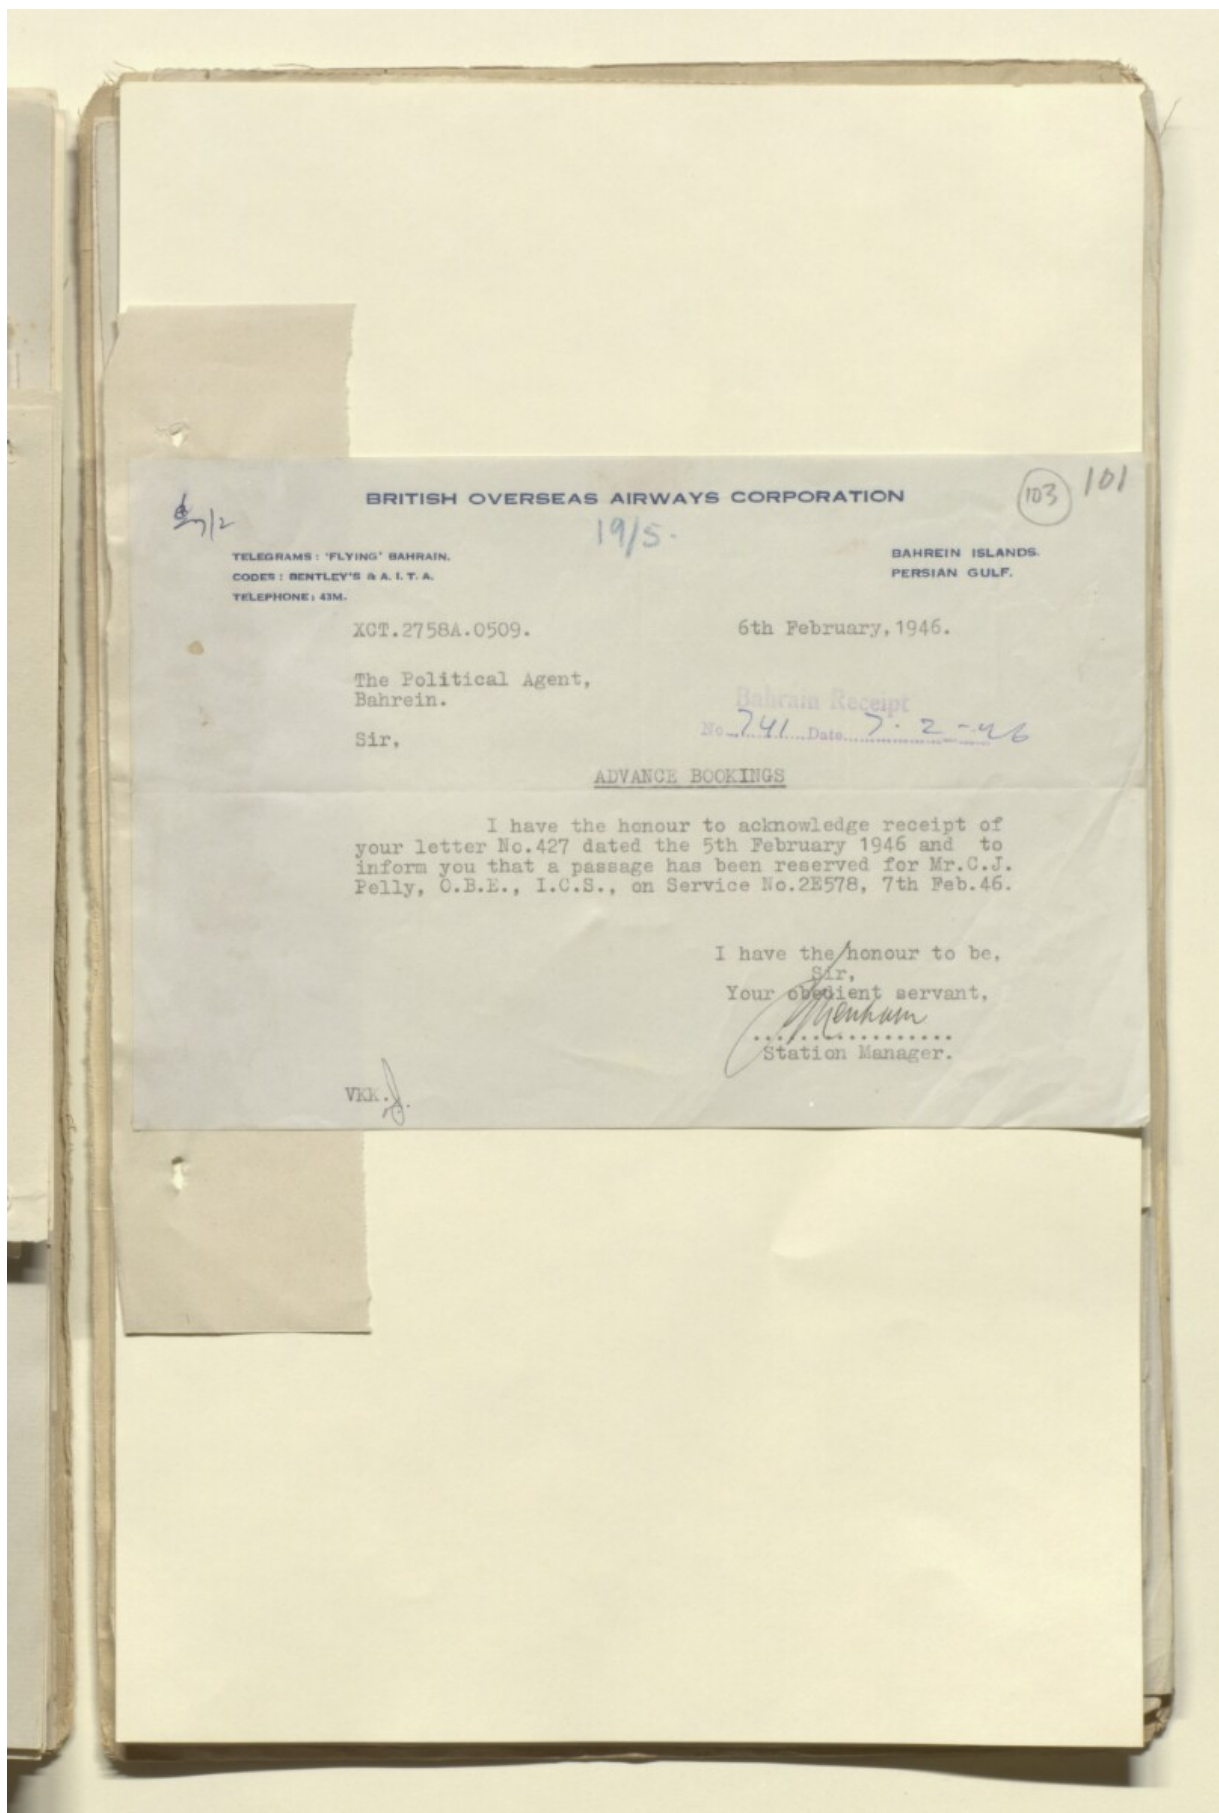 BRITISH OVERSEAS AIRWAYS CORPORATION
103 101
7/2
19/5.
TELEGRAMS: 'FLYING' BAHRAIN.
CODES: BENTLEY'S & A. I. T. A.
TELEPHONE: 43M.
BAHREIN ISLANDS.
PERSIAN GULF.
XCT.2758A.0509. 6th February,1946.
The Political Agent,
Bahrein.
Bahrain Receipt
No. 741 Date 7.2-46
Sir,
ADVANCE BOOKINGS
I have the honour to acknowledge receipt of
your letter No.427 dated the 5th February 1946 and to
inform you that a passage has been reserved for Mr.C.J.
Pelly, O.B.E., I.C.S., on Service No.2E578, 7th Feb.46.
I have the honour to be,
Sir,
Your obedient servant,
Station Manager.
VKK.